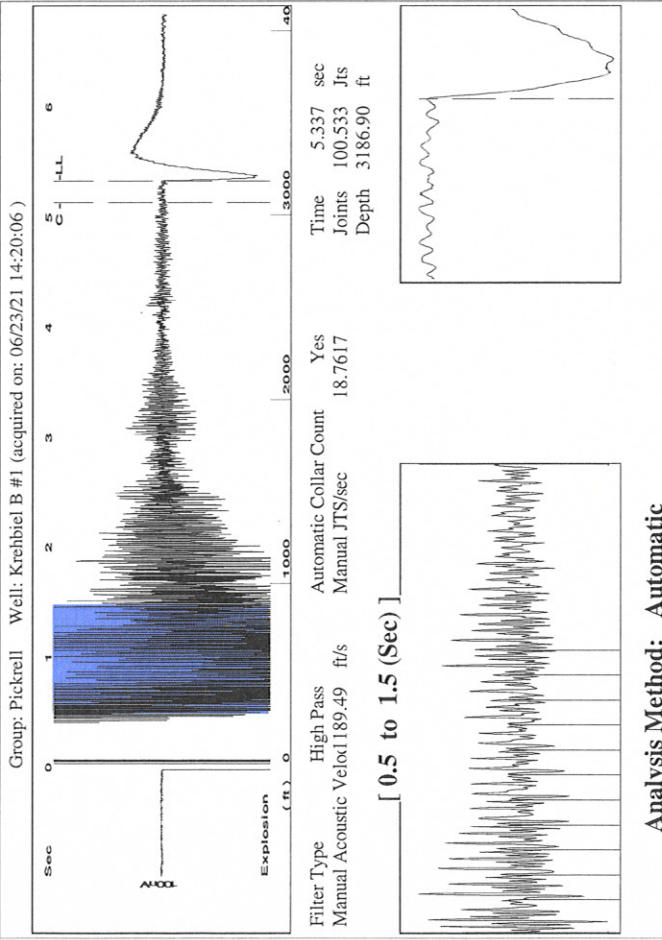 Group: Pickrell Well: Krehbiel B #1 (acquired on: 06/23/21 14:20:06 )
Sec 0 1 2 3 4 5 6
C - -LL
Explosion
( ft ) 0 1000 2000 3000 40
Filter Type High Pass Automatic Collar Count Yes Time 5.337 sec
Manual Acoustic Veloci 189.49 ft/s Manual JTS/sec 18.7617 Joints 100.533 Jts
Depth 3186.90 ft
[ 0.5 to 1.5 (Sec) ]
Analysis Method: Automatic